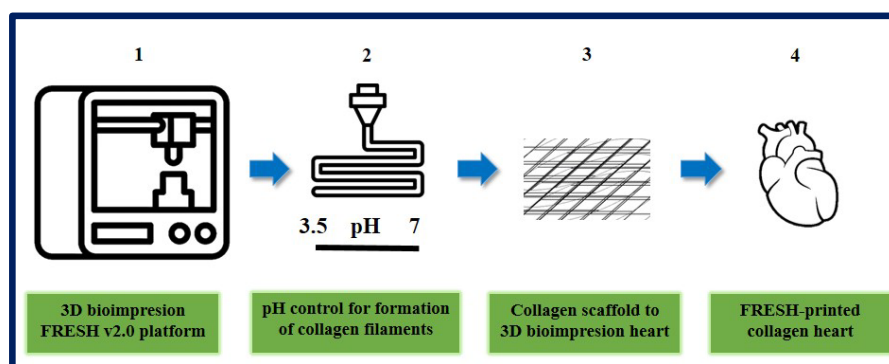 1
2
3
4
3.5 pH 7
3D bioimpresion
FRESH v2.0 platform
pH control for formation
of collagen filaments
Collagen scaffold to
3D bioimpresion heart
FRESH-printed
collagen heart